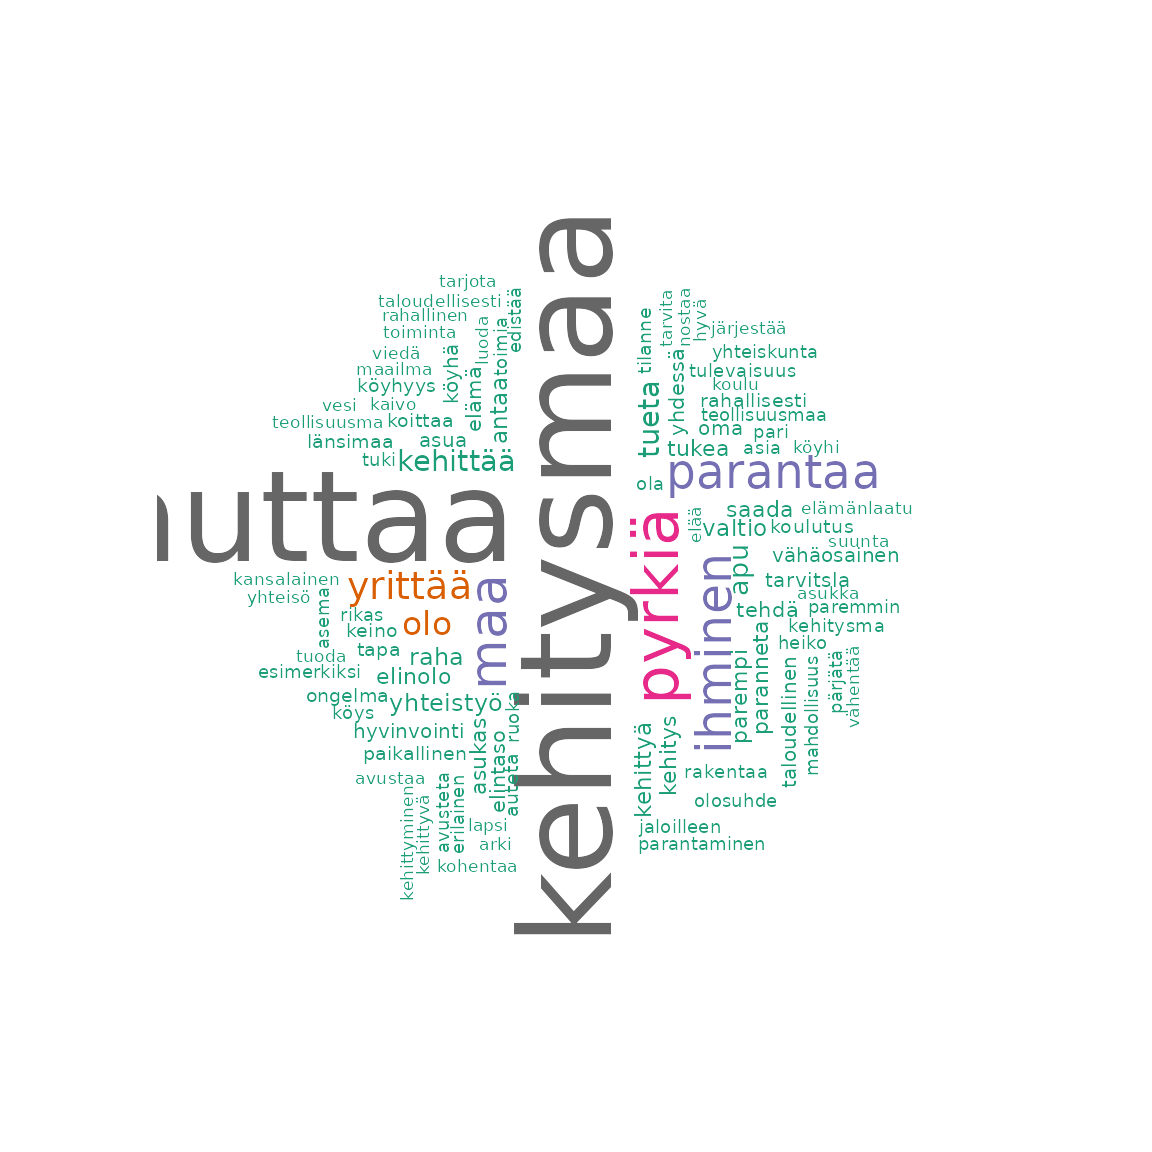 tarjota
taloudellisesti
rahallinen
toiminta
viedä
maailma
köyhyys
vesi
kaivo
teollisuusma
koittaa
länsimaa
asua
tuki
kehittää
köyhä
luoda
toimia
edistää
elämä
antaa
kehitysmaa
tilanne
tarvita
nostaa
hyvä
järjestää
yhteiskunta
yhdessä
tulevaisuus
koulu
tueta
rahallisesti
teollisuusmaa
oma
pari
tukea
asia
köyhi
ola
parantaa
uttaa
pyrkiä
elää
saada
elämänlaatu
valtio
koulutus
suunta
vähäosainen
apu
tarvitsla
asukka
ihminen
tehdä
paremmin
kehitysma
heiko
kansalainen
yhteisö
yrittää
asema
rikas
keino
olo
maa
tapa
raha
tuoda
esimerkiksi
elinolo
ongelma
köys
yhteistyö
ruoka
hyvinvointi
paikallinen
asukas
elintaso
auteta
avustaa
kehittyminen
kehittyvä
avusteta
erilainen
lapsi
arki
kohentaa
parempi
paranneta
taloudellinen
mahdollisuus
pärjätä
vähentää
kehittyä
kehitys
rakentaa
olosuhde
jaloilleen
parantaminen